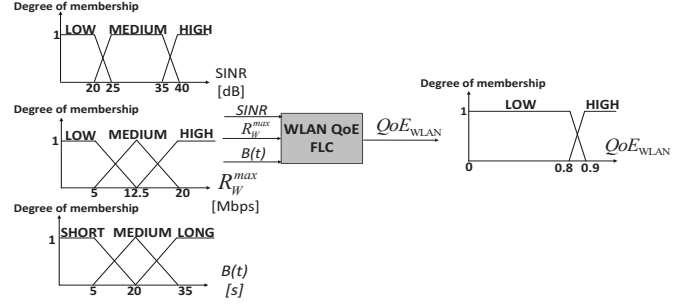 Degree of membership
1
LOW MEDIUM HIGH
20 25 35 40
SINR
[dB]
Degree of membership
1
LOW MEDIUM HIGH
5 12.5 20
R_W^max
[Mbps]
Degree of membership
1
SHORT MEDIUM LONG
5 20 35
B(t)
[s]
SINR
R_W^max
B(t)
WLAN QoE
FLC
QoE_WLAN
Degree of membership
1
LOW HIGH
0 0.8 0.9
QoE_WLAN